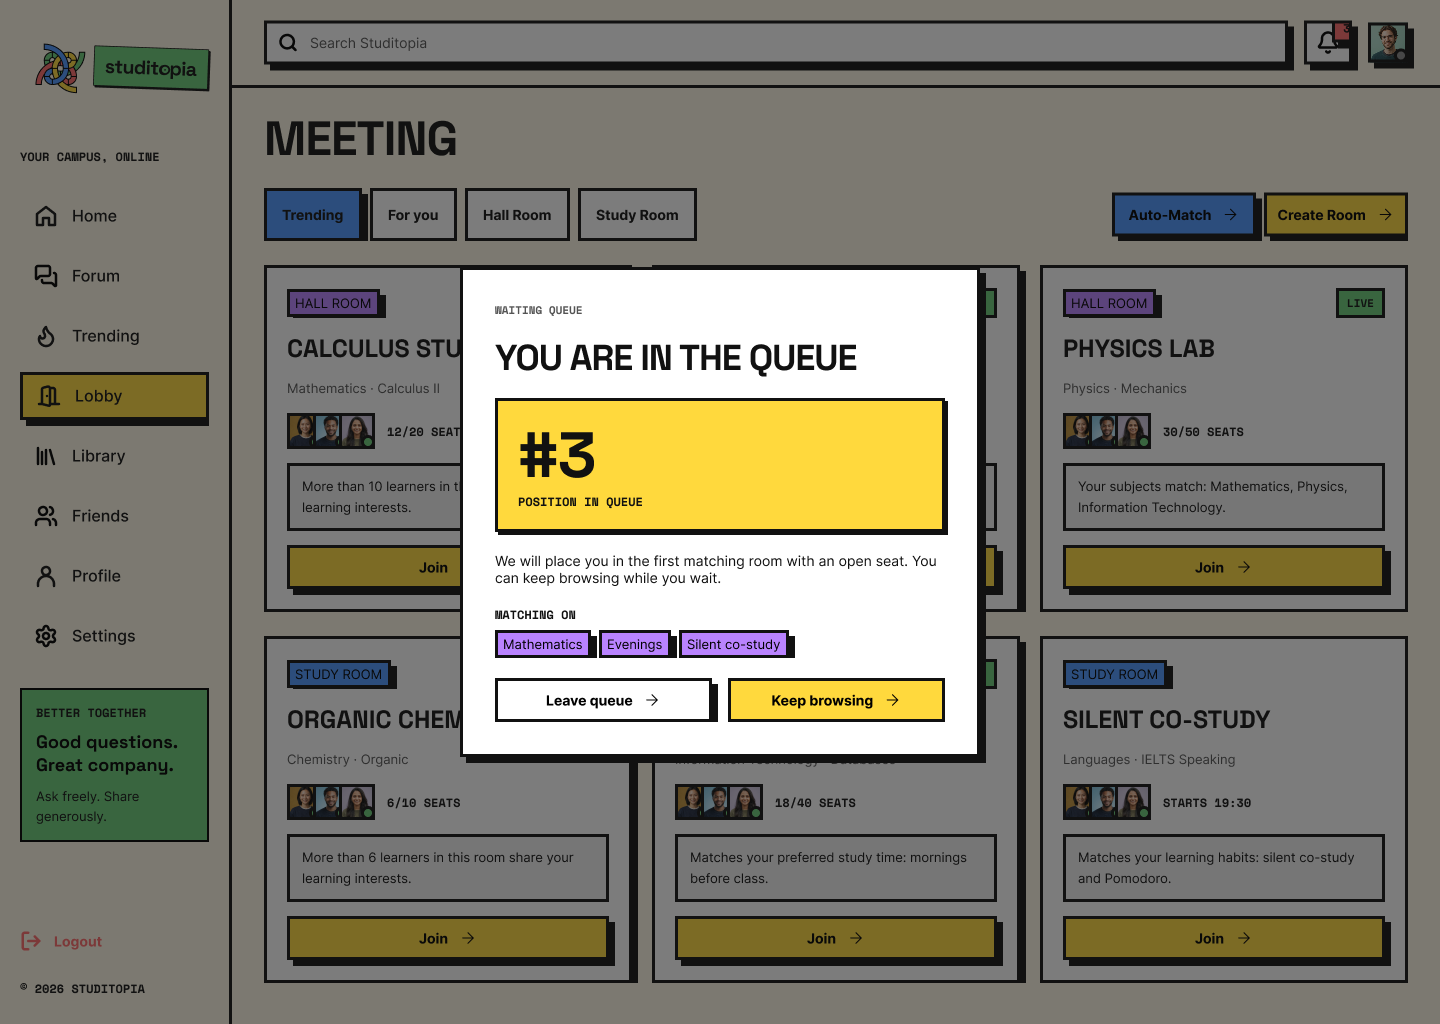 studitopia
YOUR CAMPUS, ONLINE
Home
Forum
Trending
Lobby
Library
Friends
Profile
Settings
BETTER TOGETHER
Good questions.
Great company.
Ask freely. Share
generously.
Logout
© 2026 STUDITOPIA
Search Studitopia
MEETING
Trending
For you
Hall Room
Study Room
Auto-Match
Create Room
HALL ROOM
CALCULUS STU
Mathematics · Calculus II
12/20 SEAT
More than 10 learners in t
learning interests.
Join
HALL ROOM
LIVE
PHYSICS LAB
Physics · Mechanics
30/50 SEATS
Your subjects match: Mathematics, Physics,
Information Technology.
Join
WAITING QUEUE
YOU ARE IN THE QUEUE
#3
POSITION IN QUEUE
We will place you in the first matching room with an open seat. You
can keep browsing while you wait.
MATCHING ON
Mathematics
Evenings
Silent co-study
Leave queue
Keep browsing
STUDY ROOM
ORGANIC CHEM
Chemistry · Organic
6/10 SEATS
More than 6 learners in this room share your
learning interests.
Join
18/40 SEATS
Matches your preferred study time: mornings
before class.
Join
STUDY ROOM
SILENT CO-STUDY
Languages · IELTS Speaking
STARTS 19:30
Matches your learning habits: silent co-study
and Pomodoro.
Join